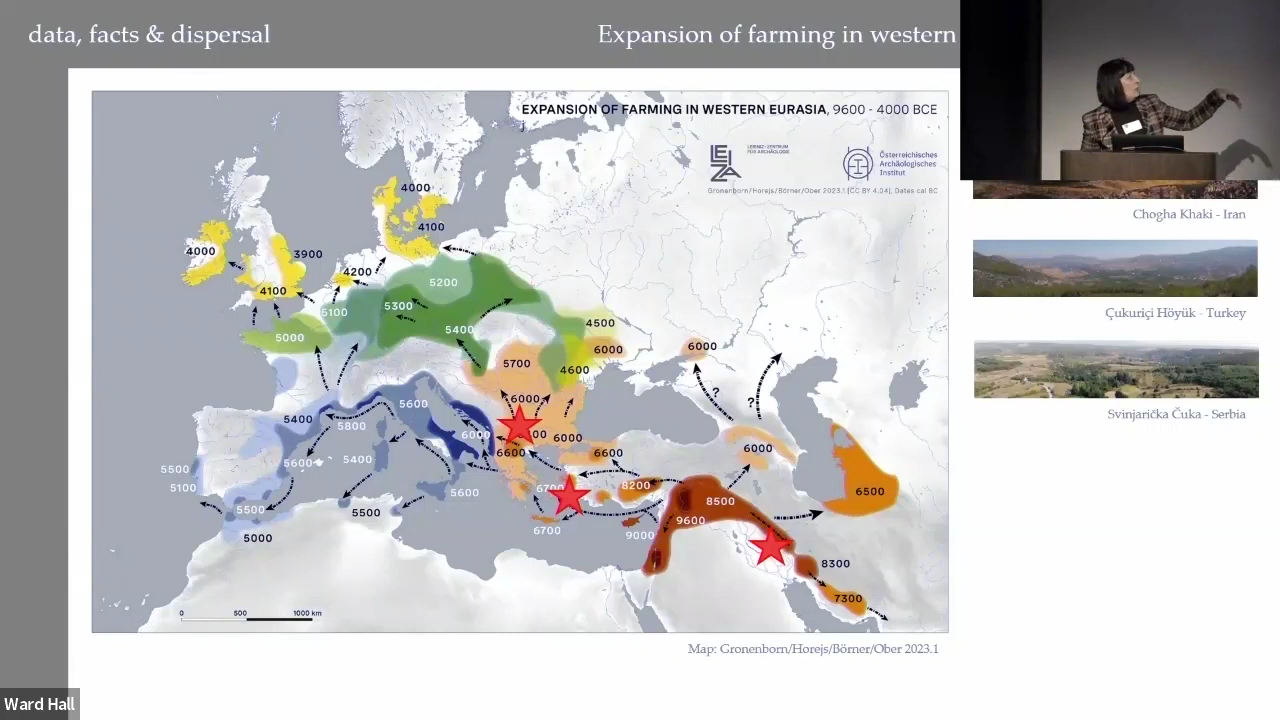 data, facts & dispersal
Expansion of farming in western
EXPANSION OF FARMING IN WESTERN EURASIA, 9600 - 4000 BCE
LEIZA
LEIBNIZ-ZENTRUM
FÜR ARCHÄOLOGIE
Österreichisches
Archäologisches
Institut
Gronenborn/Horejs/Börner/Ober 2023.1 (CC BY 4.04), Dates cal BC
4000
4100
4000
3900
4200
4100
5200
5100
5300
5000
5400
4500
6000
6000
5700
4600
5600
6000
5400
5800
6000
00
6000
6000
6600
6600
5600
5400
5500
5100
6700
8200
8500
6500
5600
5500
5500
9600
6700
9000
5000
8300
7300
?
?
0
500
1000 km
Map: Gronenborn/Horejs/Börner/Ober 2023.1
Chogha Khaki - Iran
Çukuriçi Höyük - Turkey
Svinjarička Čuka - Serbia
Ward Hall